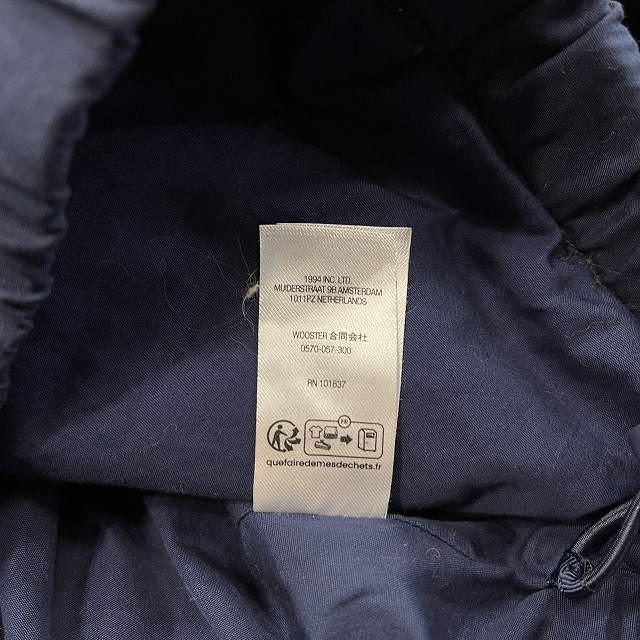 1994 INC. LTD.
MUIDERSTRAAT 9B AMSTERDAM
1011PZ NETHERLANDS
WOOSTER 合同会社
0570-057-300
RN 101837
FR
quefairedemesdechets.fr